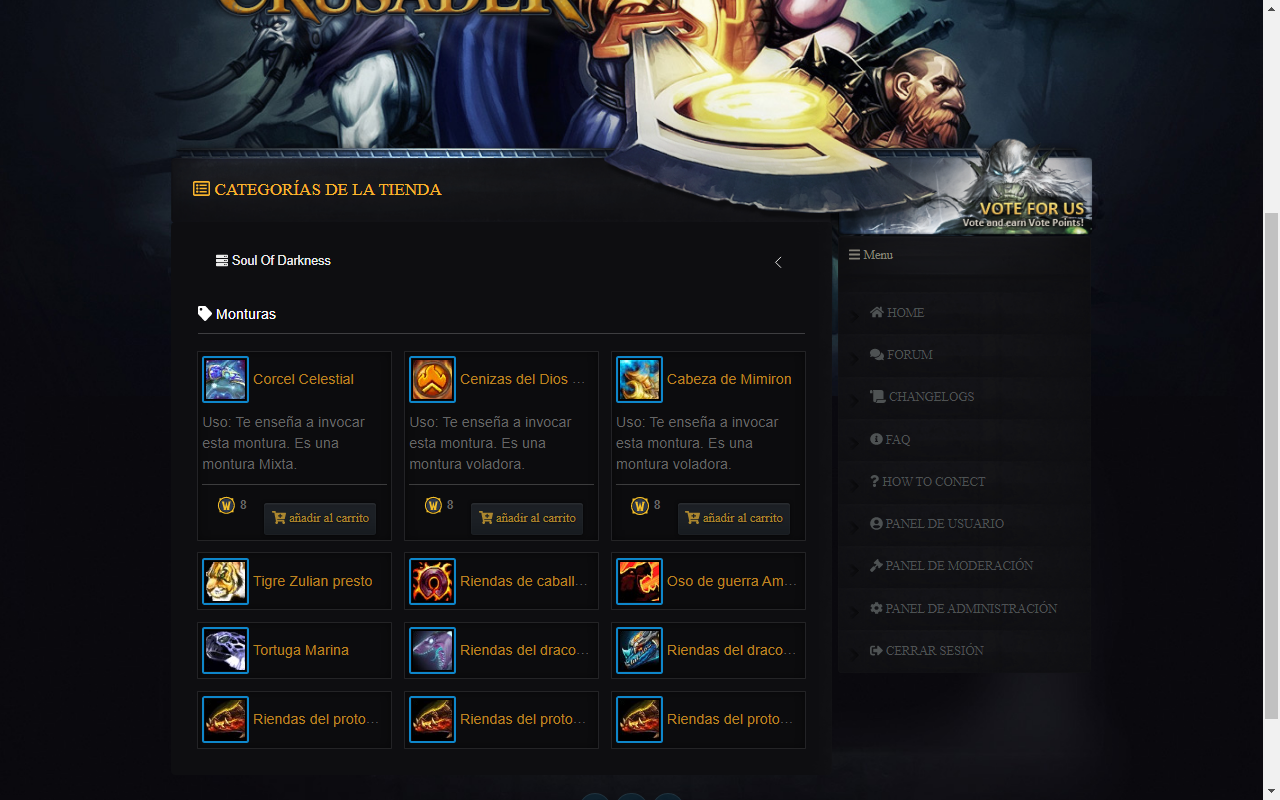 CRUSADER
CATEGORÍAS DE LA TIENDA
VOTE FOR US
Vote and earn Vote Points!
Soul Of Darkness
Menu
Monturas
HOME
FORUM
CHANGELOGS
FAQ
HOW TO CONECT
PANEL DE USUARIO
PANEL DE MODERACIÓN
PANEL DE ADMINISTRACIÓN
CERRAR SESIÓN
Corcel Celestial
Uso: Te enseña a invocar
esta montura. Es una
montura Mixta.
8
añadir al carrito
Cenizas del Dios ...
Uso: Te enseña a invocar
esta montura. Es una
montura voladora.
8
añadir al carrito
Cabeza de Mimiron
Uso: Te enseña a invocar
esta montura. Es una
montura voladora.
8
añadir al carrito
Tigre Zulian presto
Riendas de caball...
Oso de guerra Am...
Tortuga Marina
Riendas del draco...
Riendas del draco...
Riendas del proto...
Riendas del proto...
Riendas del proto...